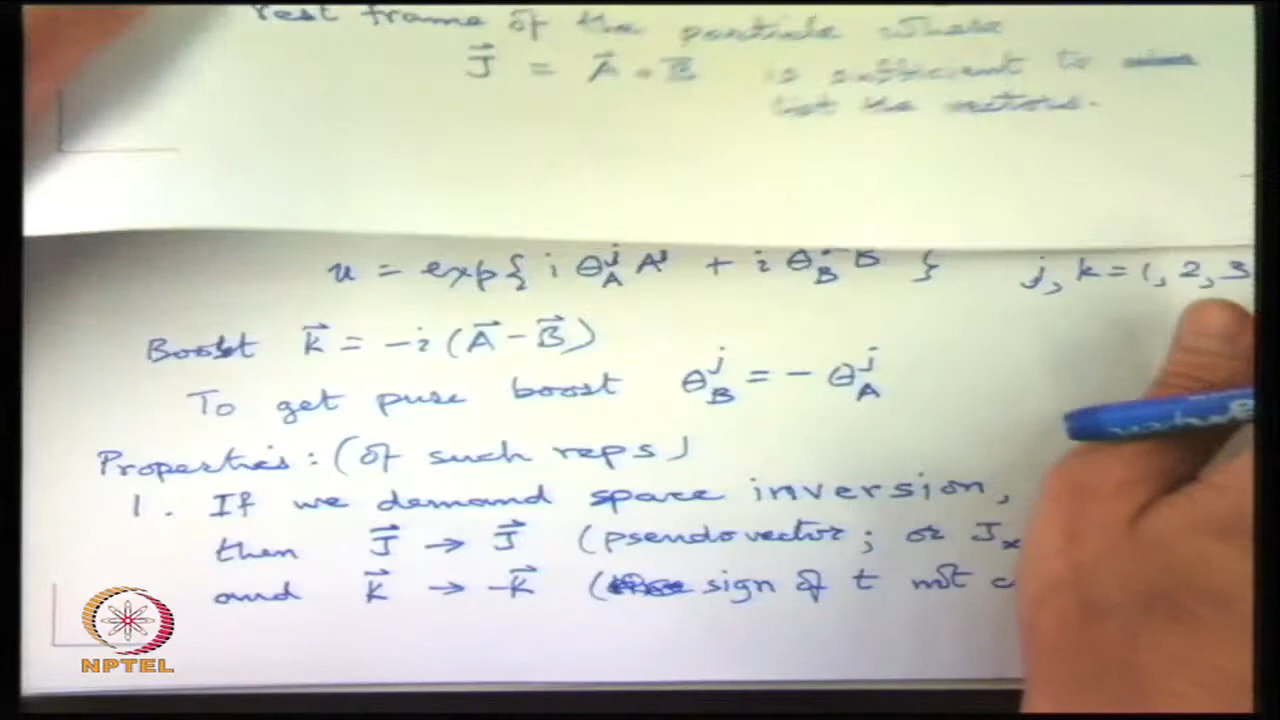 rest frame of the particle where
J⃗ = A⃗ + B⃗ is sufficient to
list the
u = exp{ i θ_A^j A^j + i θ_B B } j, k = 1, 2, 3
Boost K⃗ = -i (A⃗ - B⃗)
To get pure boost θ_B^j = - θ_A^j
Properties: (of such reps)
1. If we demand space inversion,
then J⃗ → J⃗ (pseudovector; or J_x
and K⃗ → -K⃗ ( sign of t not c
NPTEL